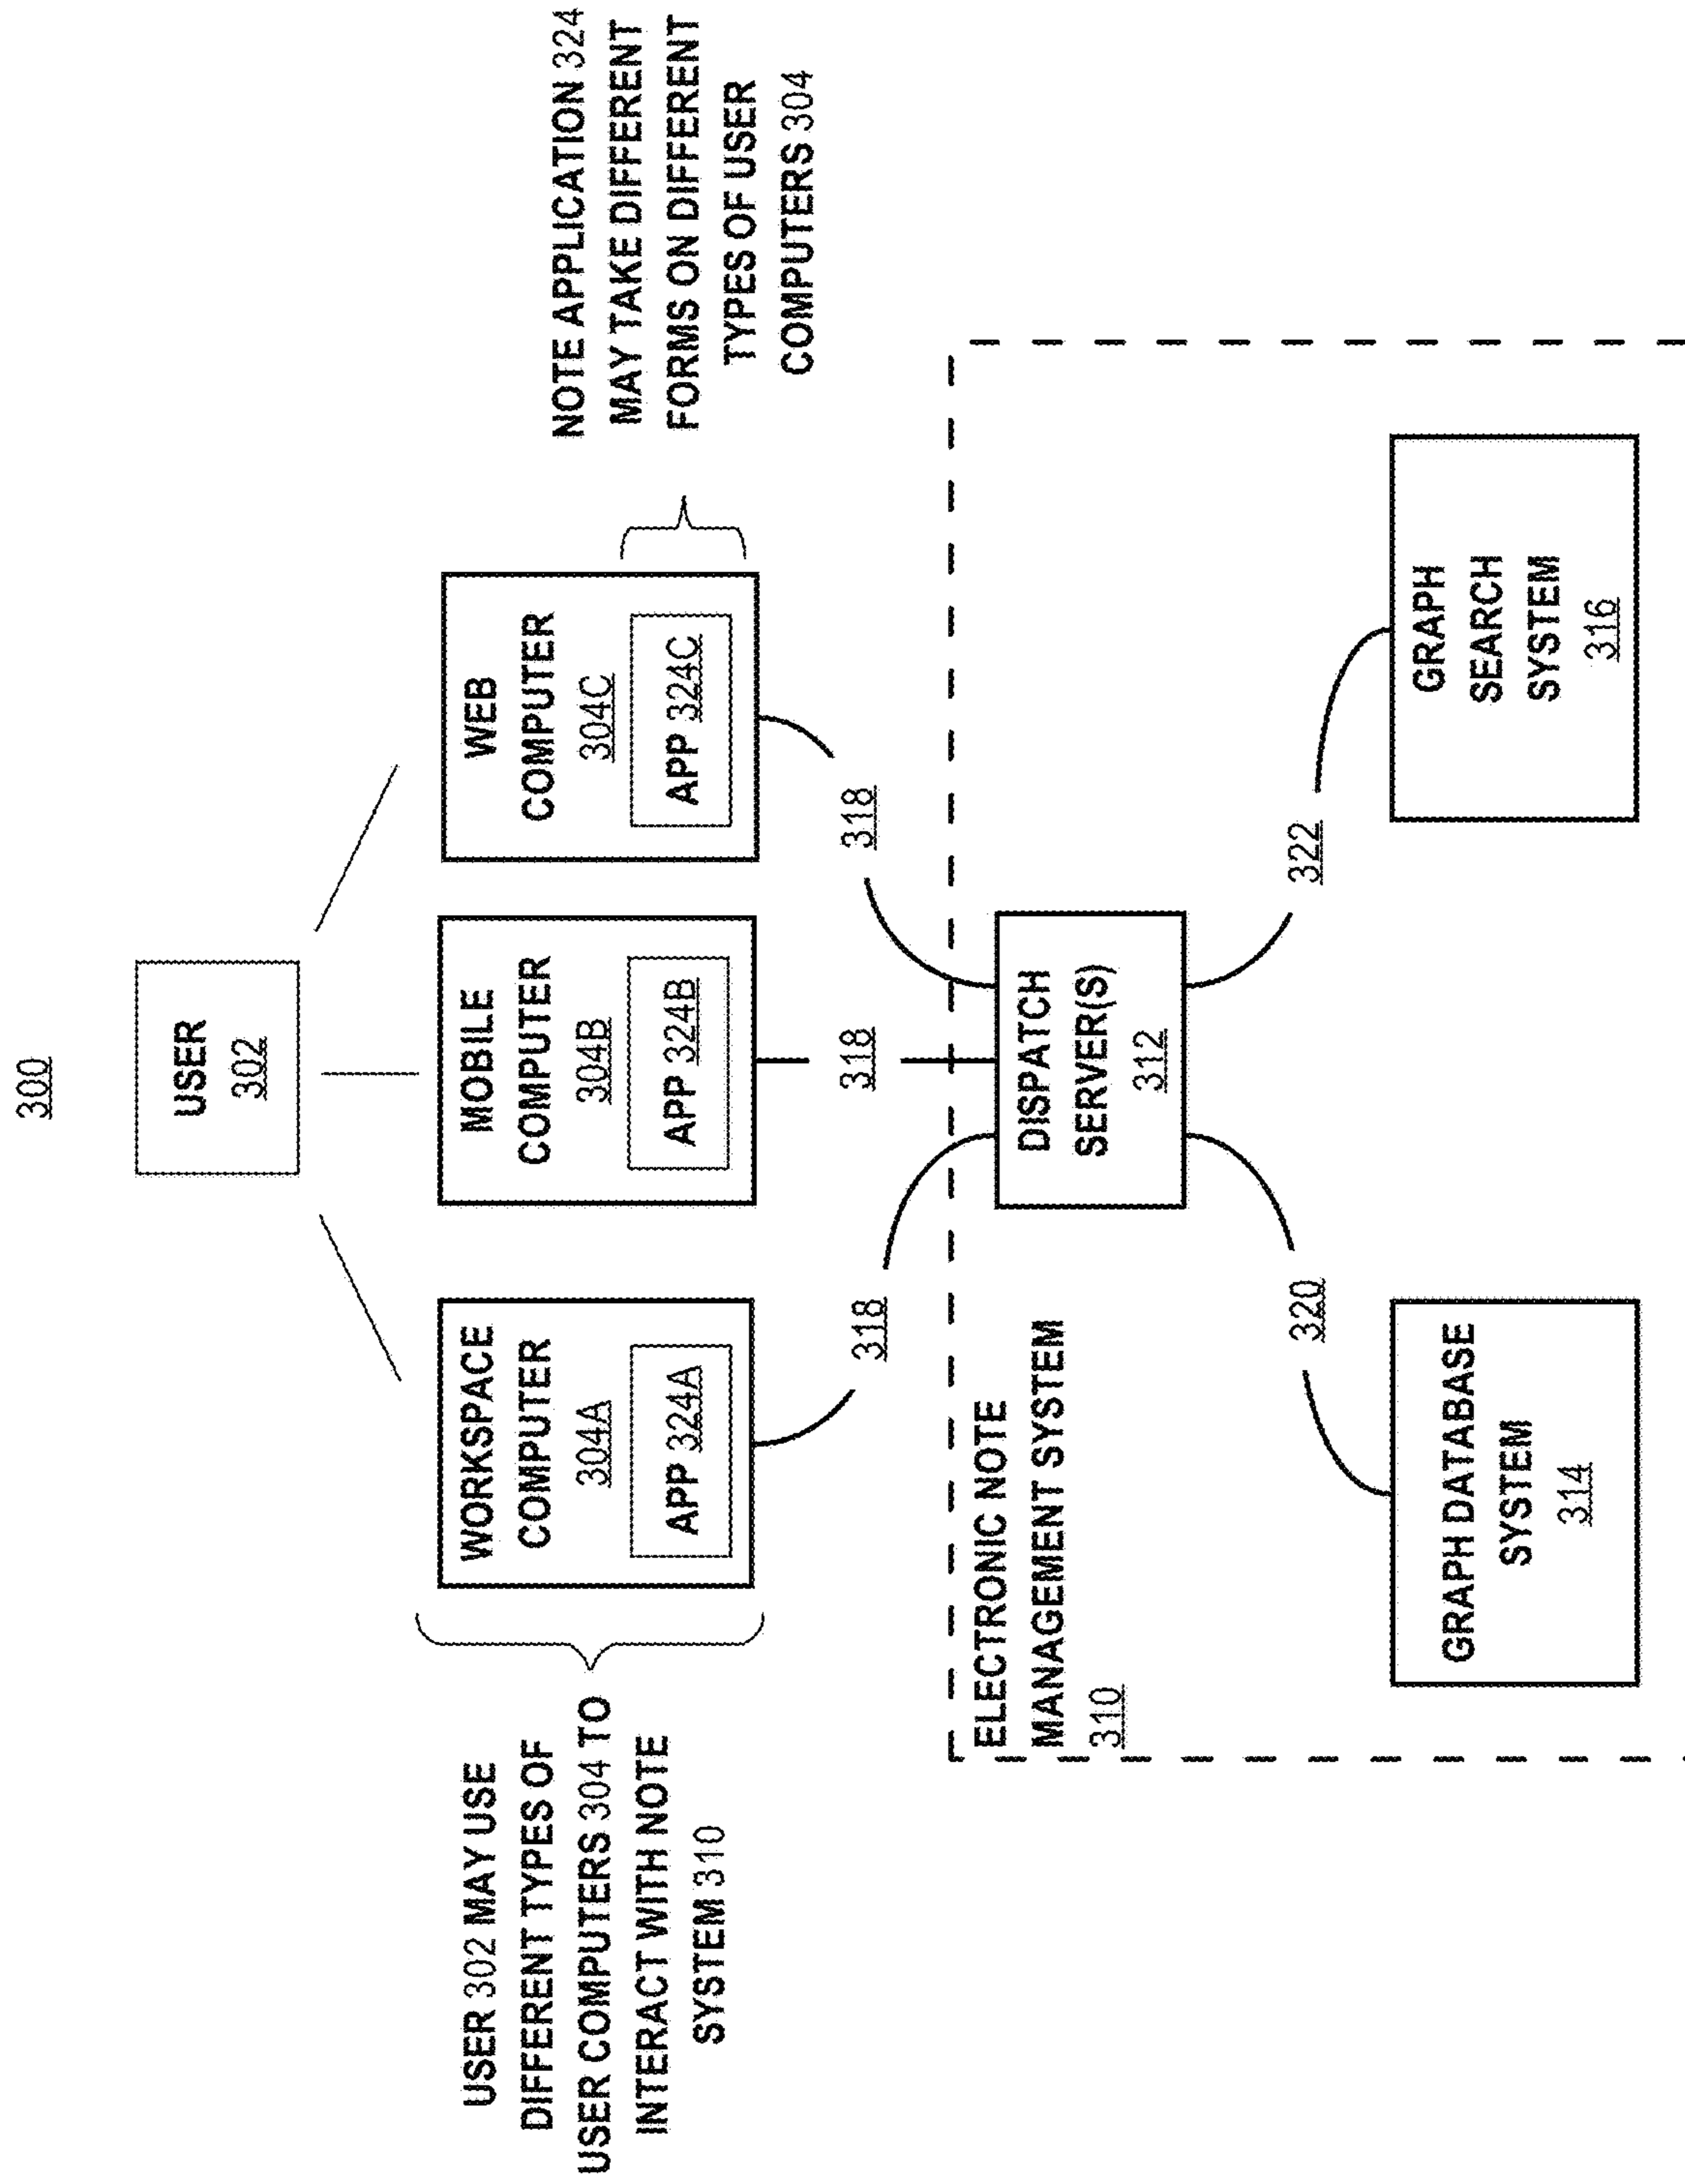 300
USER
302
USER 302 MAY USE
DIFFERENT TYPES OF
USER COMPUTERS 304 TO
INTERACT WITH NOTE
SYSTEM 310
WORKSPACE
COMPUTER
304A
APP 324A
MOBILE
COMPUTER
304B
APP 324B
WEB
COMPUTER
304C
APP 324C
NOTE APPLICATION 324
MAY TAKE DIFFERENT
FORMS ON DIFFERENT
TYPES OF USER
COMPUTERS 304
318
318
318
ELECTRONIC NOTE
MANAGEMENT SYSTEM
310
DISPATCH
SERVER(S)
312
320
322
GRAPH DATABASE
SYSTEM
314
GRAPH
SEARCH
SYSTEM
316